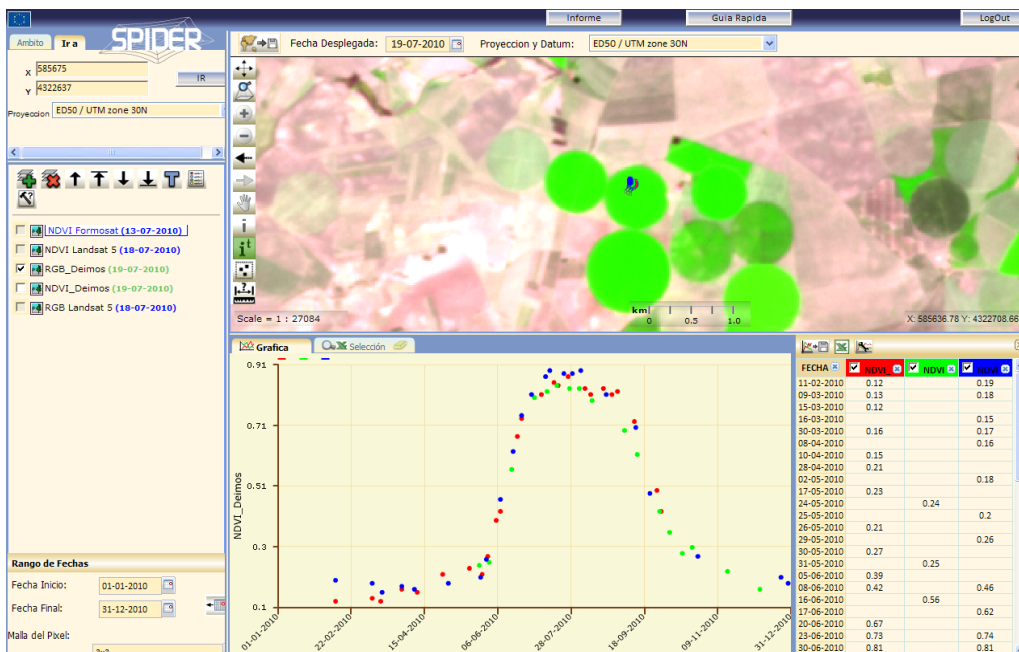 Informe
Guia Rapida
LogOut
Ambito
Ir a
SPIDER
Fecha Desplegada:
19-07-2010
Proyeccion y Datum:
ED50 / UTM zone 30N
X 585675
Y 4322637
IR
Proyeccion ED50 / UTM zone 30N
NDVI Formosat (13-07-2010)
NDVI Landsat 5 (18-07-2010)
RGB_Deimos (19-07-2010)
NDVI_Deimos (19-07-2010)
RGB Landsat 5 (18-07-2010)
Scale = 1 : 27084
km
0 0.5 1.0
X: 585636.78 Y: 4322708.66
Grafica
Selección
0.91
0.71
0.51
0.3
0.1
NDVI_Deimos
01-01-2010
22-02-2010
15-04-2010
06-06-2010
28-07-2010
18-09-2010
09-11-2010
31-12-2010
FECHA NDVI_ NDVI NDVI
11-02-2010 0.12 0.19
09-03-2010 0.13 0.18
15-03-2010 0.12
16-03-2010 0.15
30-03-2010 0.16 0.17
08-04-2010 0.16
10-04-2010 0.15
28-04-2010 0.21
02-05-2010 0.18
17-05-2010 0.23
24-05-2010 0.24
25-05-2010 0.2
26-05-2010 0.21
29-05-2010 0.26
30-05-2010 0.27
31-05-2010 0.25
05-06-2010 0.39
08-06-2010 0.42 0.46
16-06-2010 0.56
17-06-2010 0.62
20-06-2010 0.67
23-06-2010 0.73 0.74
30-06-2010 0.81 0.81
Rango de Fechas
Fecha Inicio: 01-01-2010
Fecha Final: 31-12-2010
Malla del Pixel: